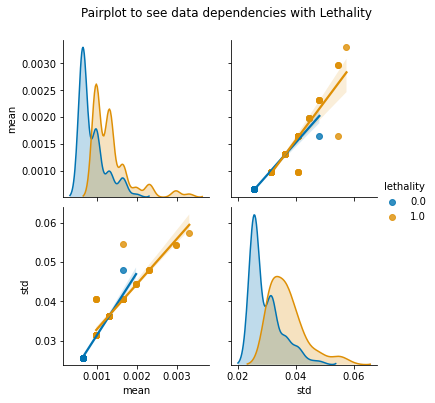 Pairplot to see data dependencies with Lethality
0.0030
0.0025
0.0020
0.0015
0.0010
mean
lethality
0.0
1.0
0.06
0.05
0.04
0.03
std
0.001 0.002 0.003
mean
0.02 0.04 0.06
std